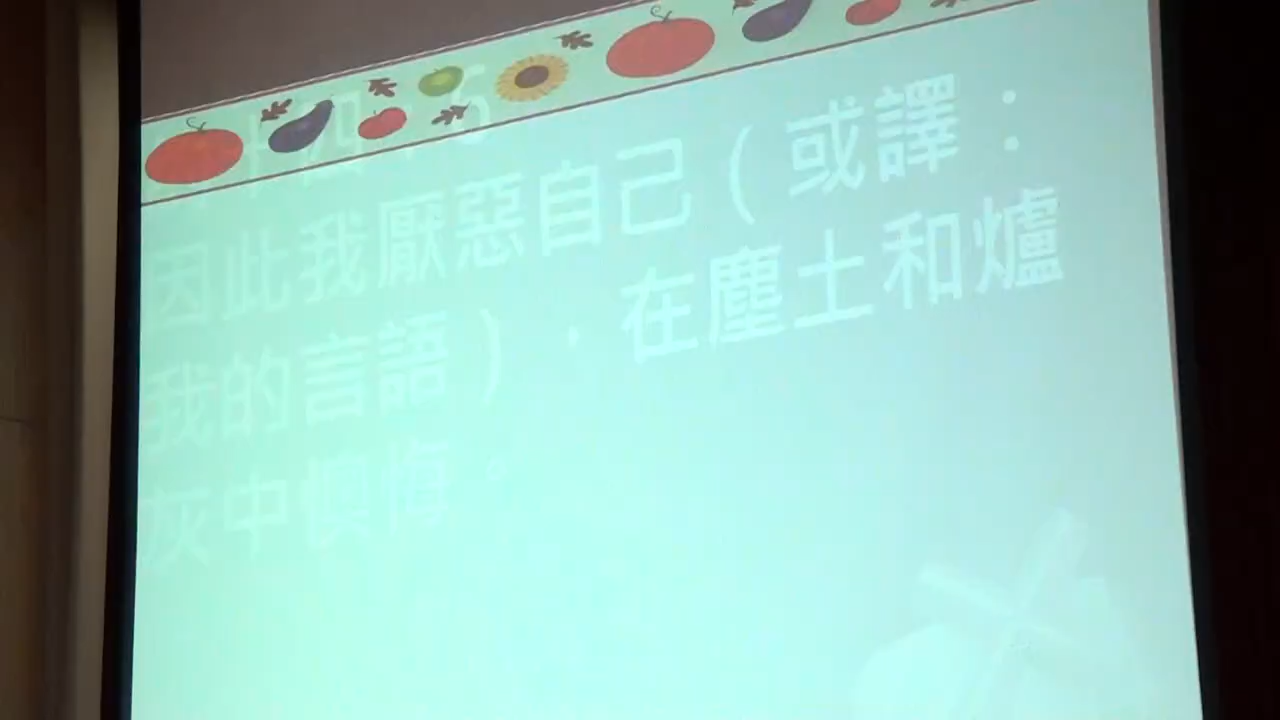 因此我厭惡自己（或譯：
我的言語），在塵土和爐
灰中懊悔。